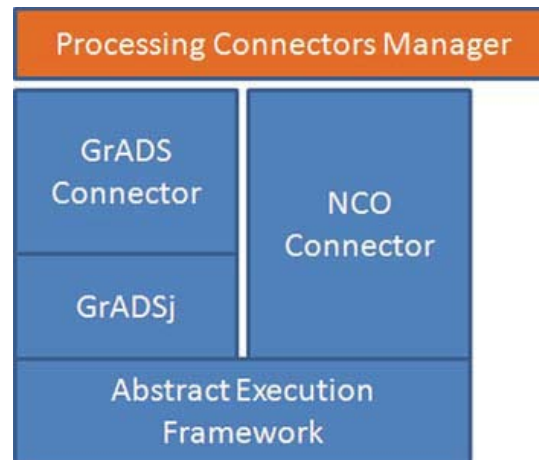 Processing Connectors Manager
GrADS
Connector
NCO
Connector
GrADSj
Abstract Execution
Framework